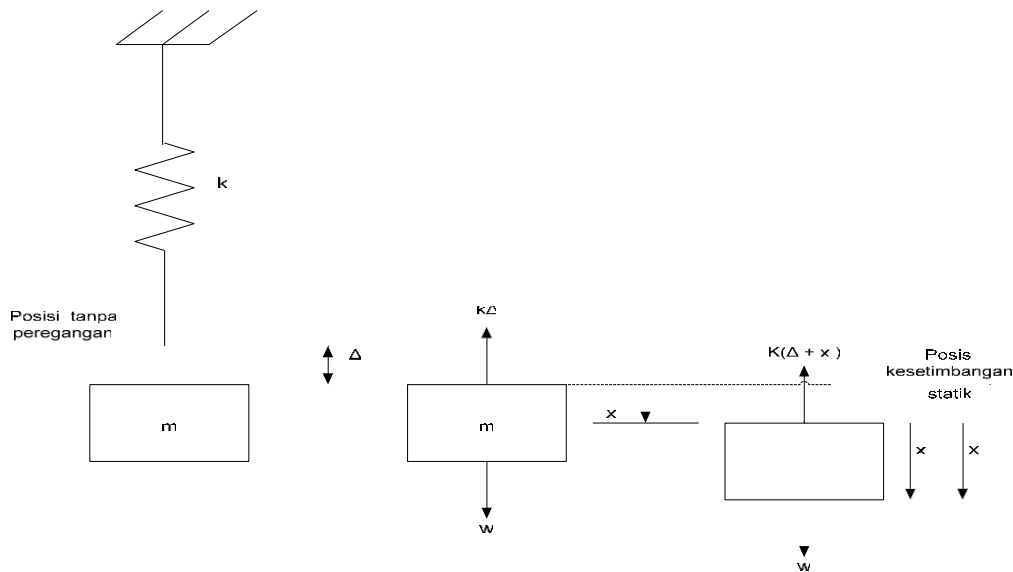 k
Posisi tanpa
peregangan
Δ
m
KΔ
m
W
x
K(Δ + x )
W
Posis
kesetimbangan
statik
x
x